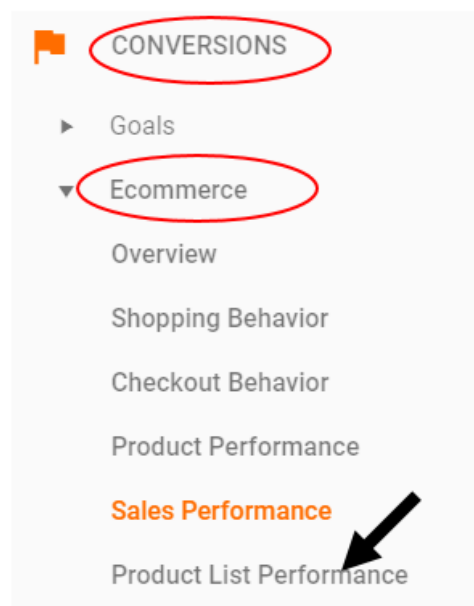 CONVERSIONS
Goals
Ecommerce
Overview
Shopping Behavior
Checkout Behavior
Product Performance
Sales Performance
Product List Performance